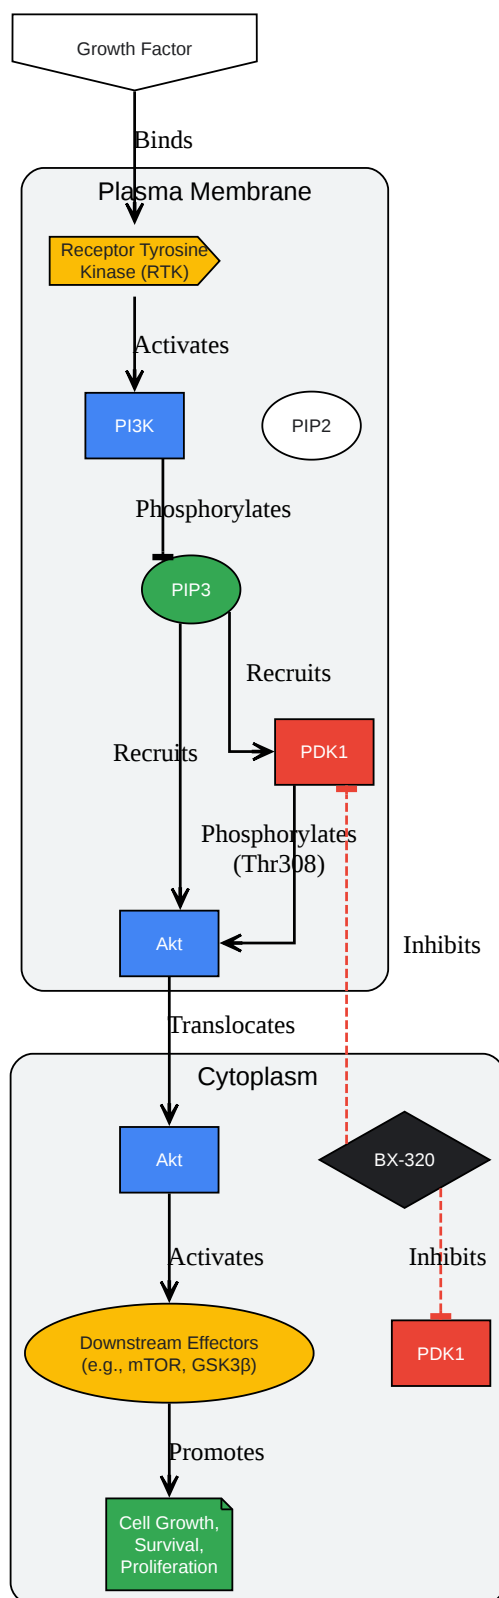 Growth Factor
Binds
Plasma Membrane
Receptor Tyrosine
Kinase (RTK)
Activates
PI3K
PIP2
Phosphorylates
PIP3
Recruits
Recruits
PDK1
Phosphorylates
(Thr308)
Akt
Inhibits
Translocates
Cytoplasm
Akt
BX-320
Activates
Inhibits
Downstream Effectors
(e.g., mTOR, GSK3β)
PDK1
Promotes
Cell Growth,
Survival,
Proliferation